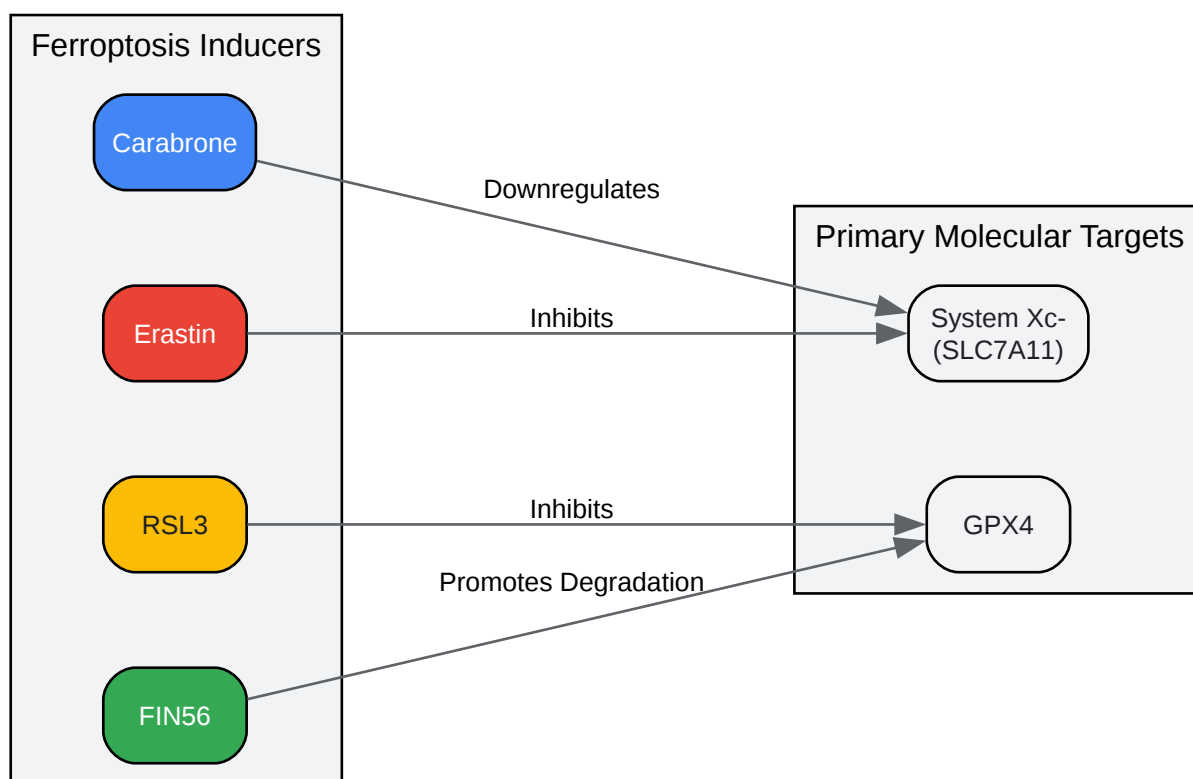 Ferroptosis Inducers
Carabrone
Downregulates
Primary Molecular Targets
Erastin
Inhibits
System Xc-
(SLC7A11)
RSL3
Inhibits
GPX4
Promotes Degradation
FIN56